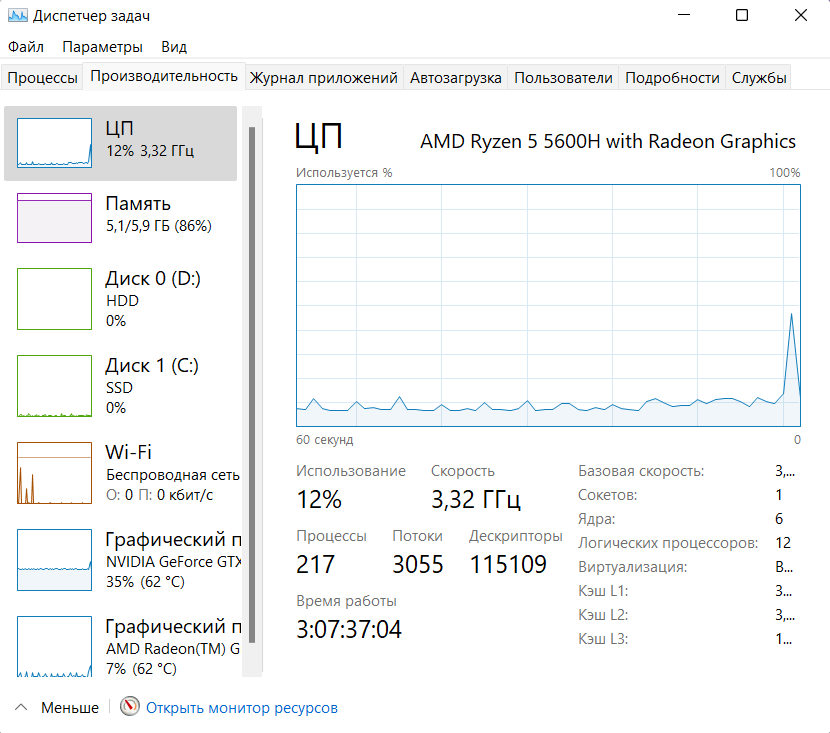 Диспетчер задач
Файл Параметры Вид
Процессы Производительность Журнал приложений Автозагрузка Пользователи Подробности Службы
ЦП
12% 3,32 ГГц
Память
5,1/5,9 ГБ (86%)
Диск 0 (D:)
HDD
0%
Диск 1 (C:)
SSD
0%
Wi-Fi
Беспроводная сеть
О: 0 П: 0 кбит/с
Графический п
NVIDIA GeForce GTX
35% (62 °C)
Графический п
AMD Radeon(TM) G
7% (62 °C)
ЦП AMD Ryzen 5 5600H with Radeon Graphics
Используется % 100%
60 секунд 0
Использование Скорость
12% 3,32 ГГц
Процессы Потоки Дескрипторы
217 3055 115109
Время работы
3:07:37:04
Базовая скорость: 3,...
Сокетов: 1
Ядра: 6
Логических процессоров: 12
Виртуализация: В...
Кэш L1: 3...
Кэш L2: 3,...
Кэш L3: 1...
Меньше Открыть монитор ресурсов